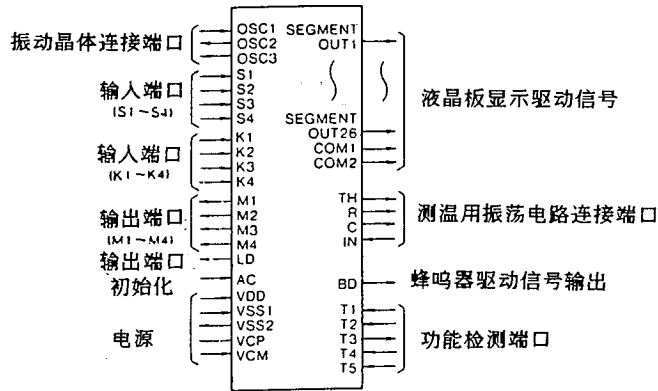 振动晶体连接端口
输入端口
(S1~S4)
输入端口
(K1~K4)
输出端口
(M1~M4)
输出端口
初始化
电源
OSC1
OSC2
OSC3
S1
S2
S3
S4
K1
K2
K3
K4
M1
M2
M3
M4
LD
AC
VDD
VSS1
VSS2
VCP
VCM
SEGMENT
OUT1
SEGMENT
OUT26
COM1
COM2
TH
R
C
IN
BD
T1
T2
T3
T4
T5
液晶板显示驱动信号
测温用振荡电路连接端口
蜂鸣器驱动信号输出
功能检测端口